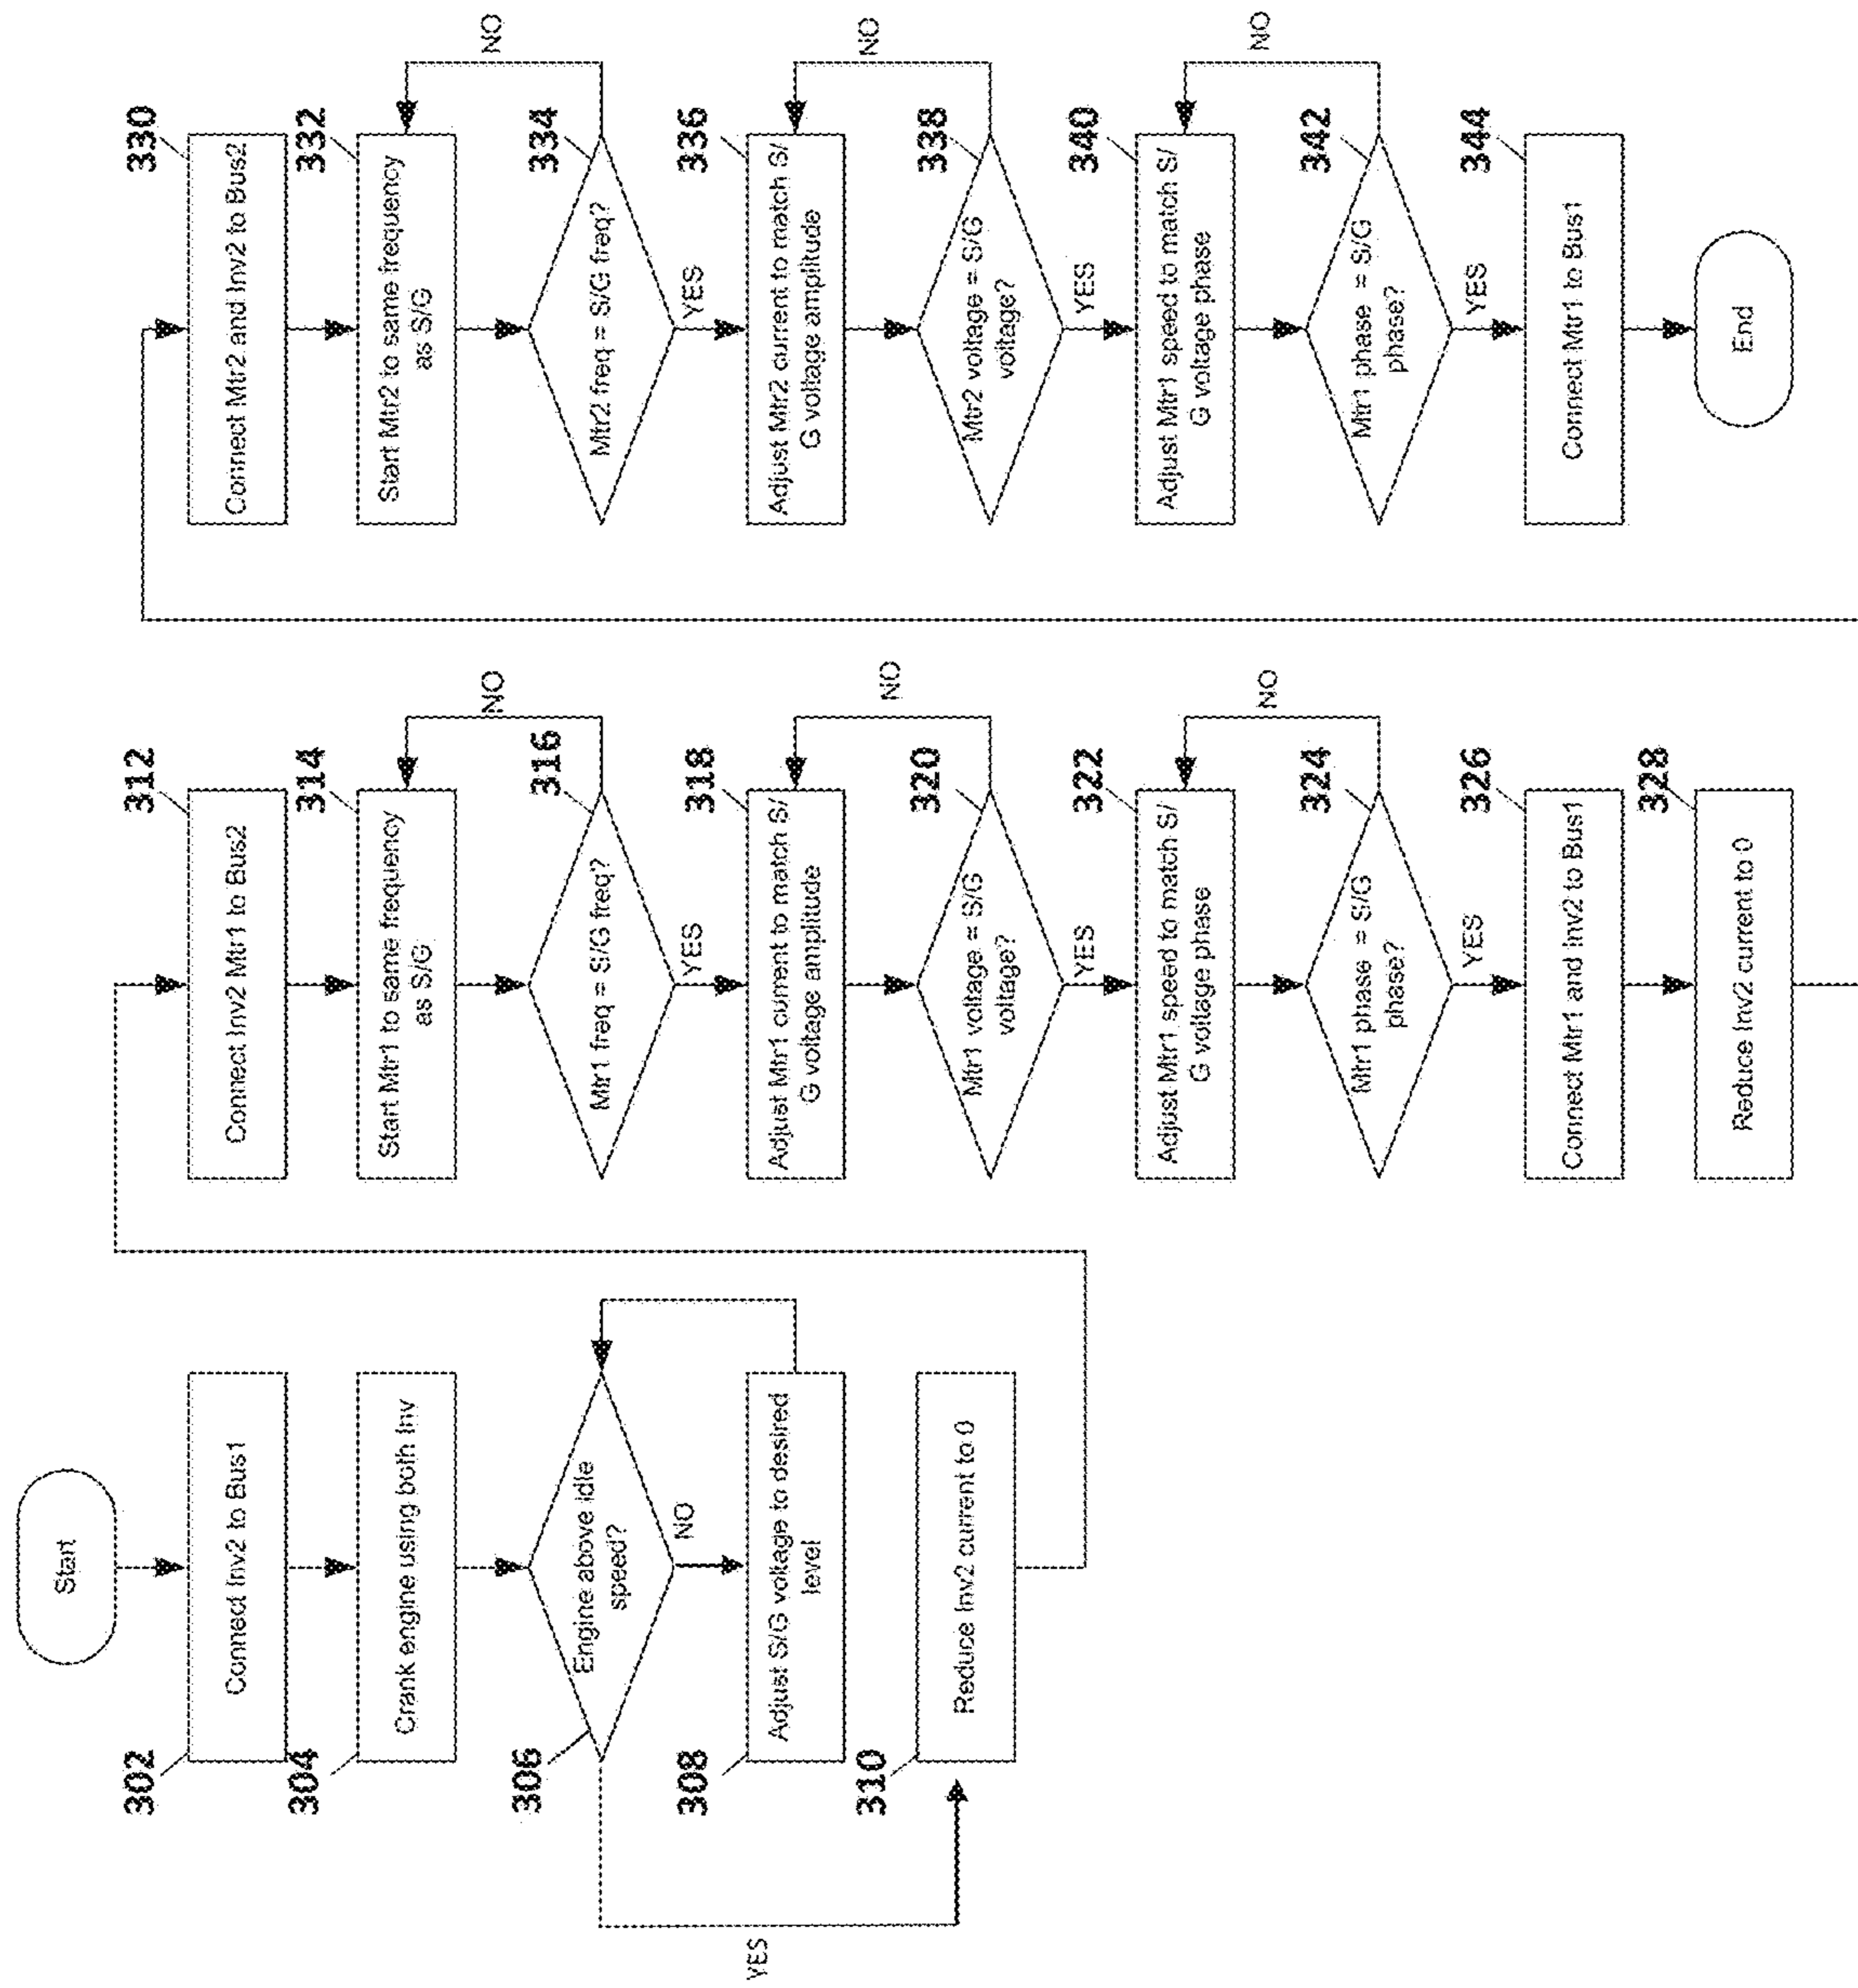 Start
302
Connect Inv2 to Bus1
304
Crank engine using both Inv
306
Engine above idle
speed?
YES
NO
308
Adjust S/G voltage to desired
level
310
Reduce Inv2 current to 0
312
Connect Inv2 Mtr1 to Bus2
314
Start Mtr1 to same frequency
as S/G
316
Mtr1 freq = S/G freq?
NO
YES
318
Adjust Mtr1 current to match S/
G voltage amplitude
320
Mtr1 voltage = S/G
voltage?
NO
YES
322
Adjust Mtr1 speed to match S/
G voltage phase
324
Mtr1 phase = S/G
phase?
NO
YES
326
Connect Mtr1 and Inv2 to Bus1
328
Reduce Inv2 current to 0
330
Connect Mtr2 and Inv2 to Bus2
332
Start Mtr2 to same frequency
as S/G
334
Mtr2 freq = S/G freq?
NO
YES
336
Adjust Mtr2 current to match S/
G voltage amplitude
338
Mtr2 voltage = S/G
voltage?
NO
YES
340
Adjust Mtr1 speed to match S/
G voltage phase
342
Mtr1 phase = S/G
phase?
NO
YES
344
Connect Mtr1 to Bus1
End